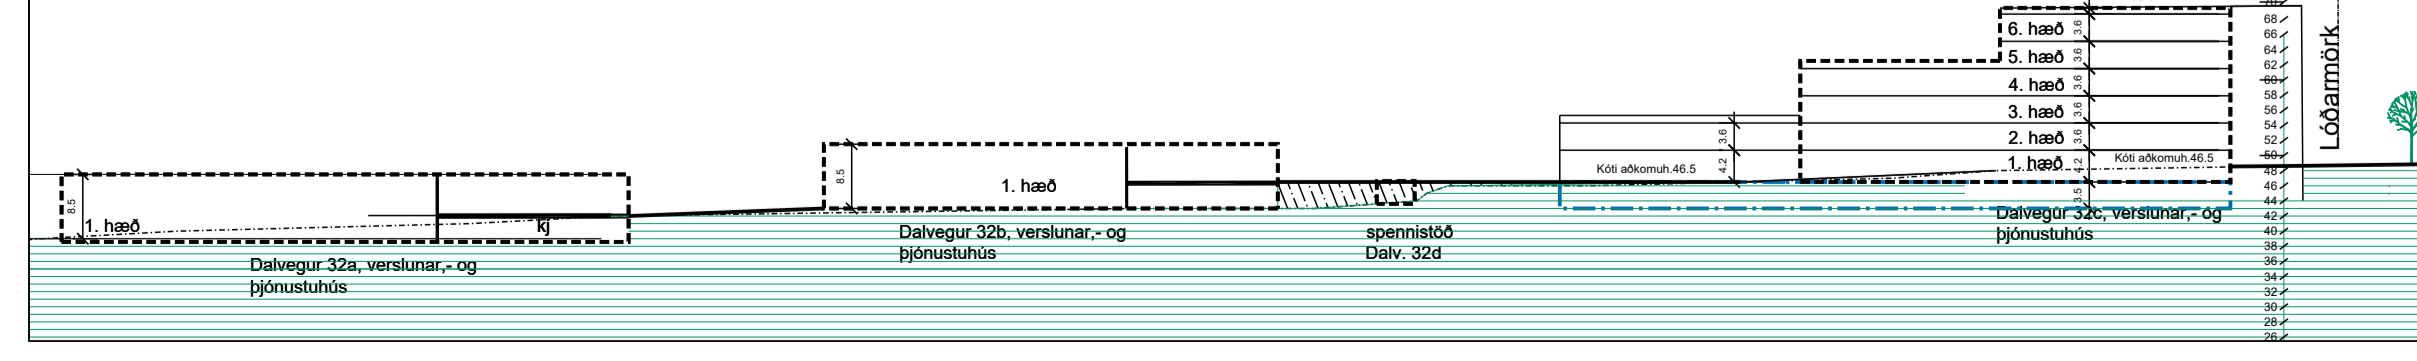 8.5
1. hæð
kj
Dalvegur 32a, verslunar,- og
þjónustuhús
8.5
1. hæð
Dalvegur 32b, verslunar,- og
þjónustuhús
spennistöð
Dalv. 32d
Kóti aðkomuh.46.5
3.6
4.2
6. hæð
3.6
5. hæð
3.6
4. hæð
3.6
3. hæð
3.6
2. hæð
3.6
1. hæð
4.2
Kóti aðkomuh.46.5
3.5
Dalvegur 32c, verslunar,- og
þjónustuhús
70
68
66
64
62
60
58
56
54
52
50
48
46
44
42
40
38
36
34
32
30
28
26
Lóðarmörk